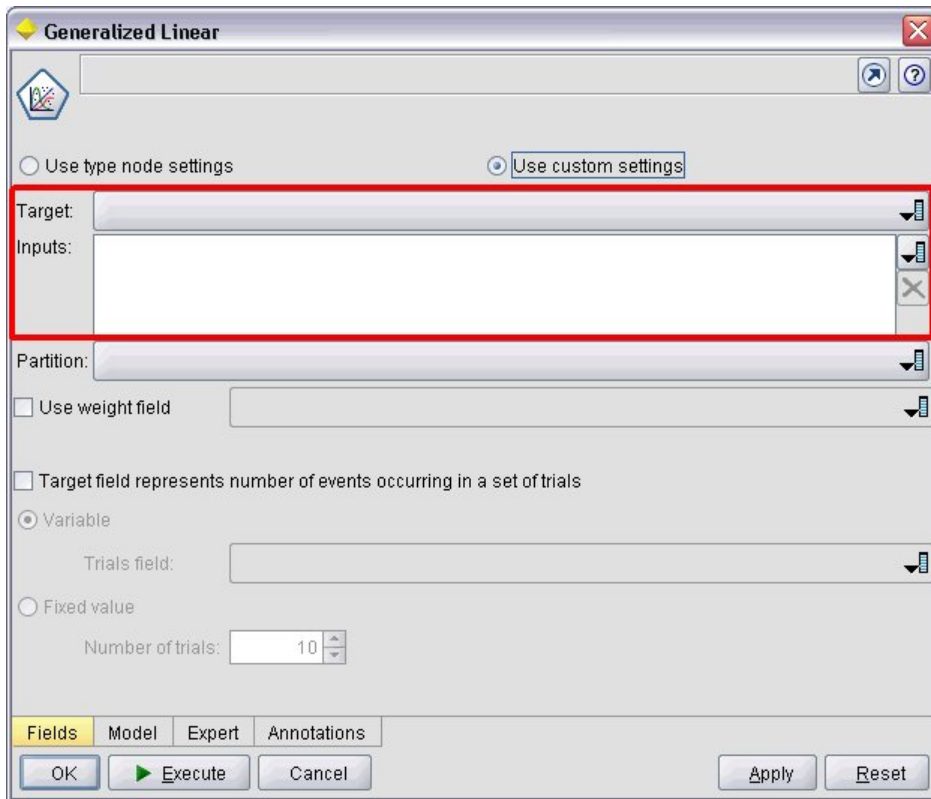 Generalized Linear
Use type node settings Use custom settings
Target:
Inputs:
Partition:
Use weight field
Target field represents number of events occurring in a set of trials
Variable
Trials field:
Fixed value
Number of trials: 10
Fields Model Expert Annotations
OK Execute Cancel Apply Reset